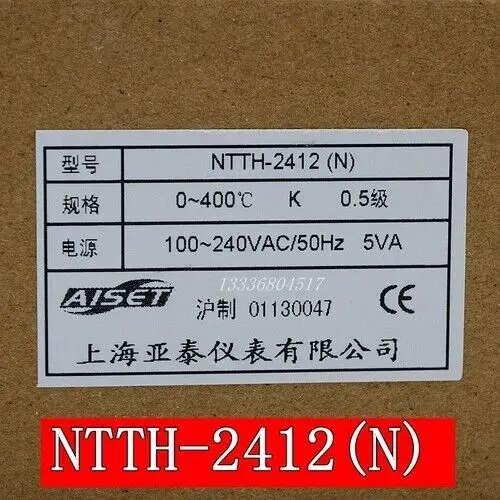 型号 NTTH-2412 (N)
规格 0~400℃ K 0.5级
电源 100~240VAC/50Hz 5VA
13336804517
AISET 沪制 01130047 CE
上海亚泰仪表有限公司
NTTH-2412(N)